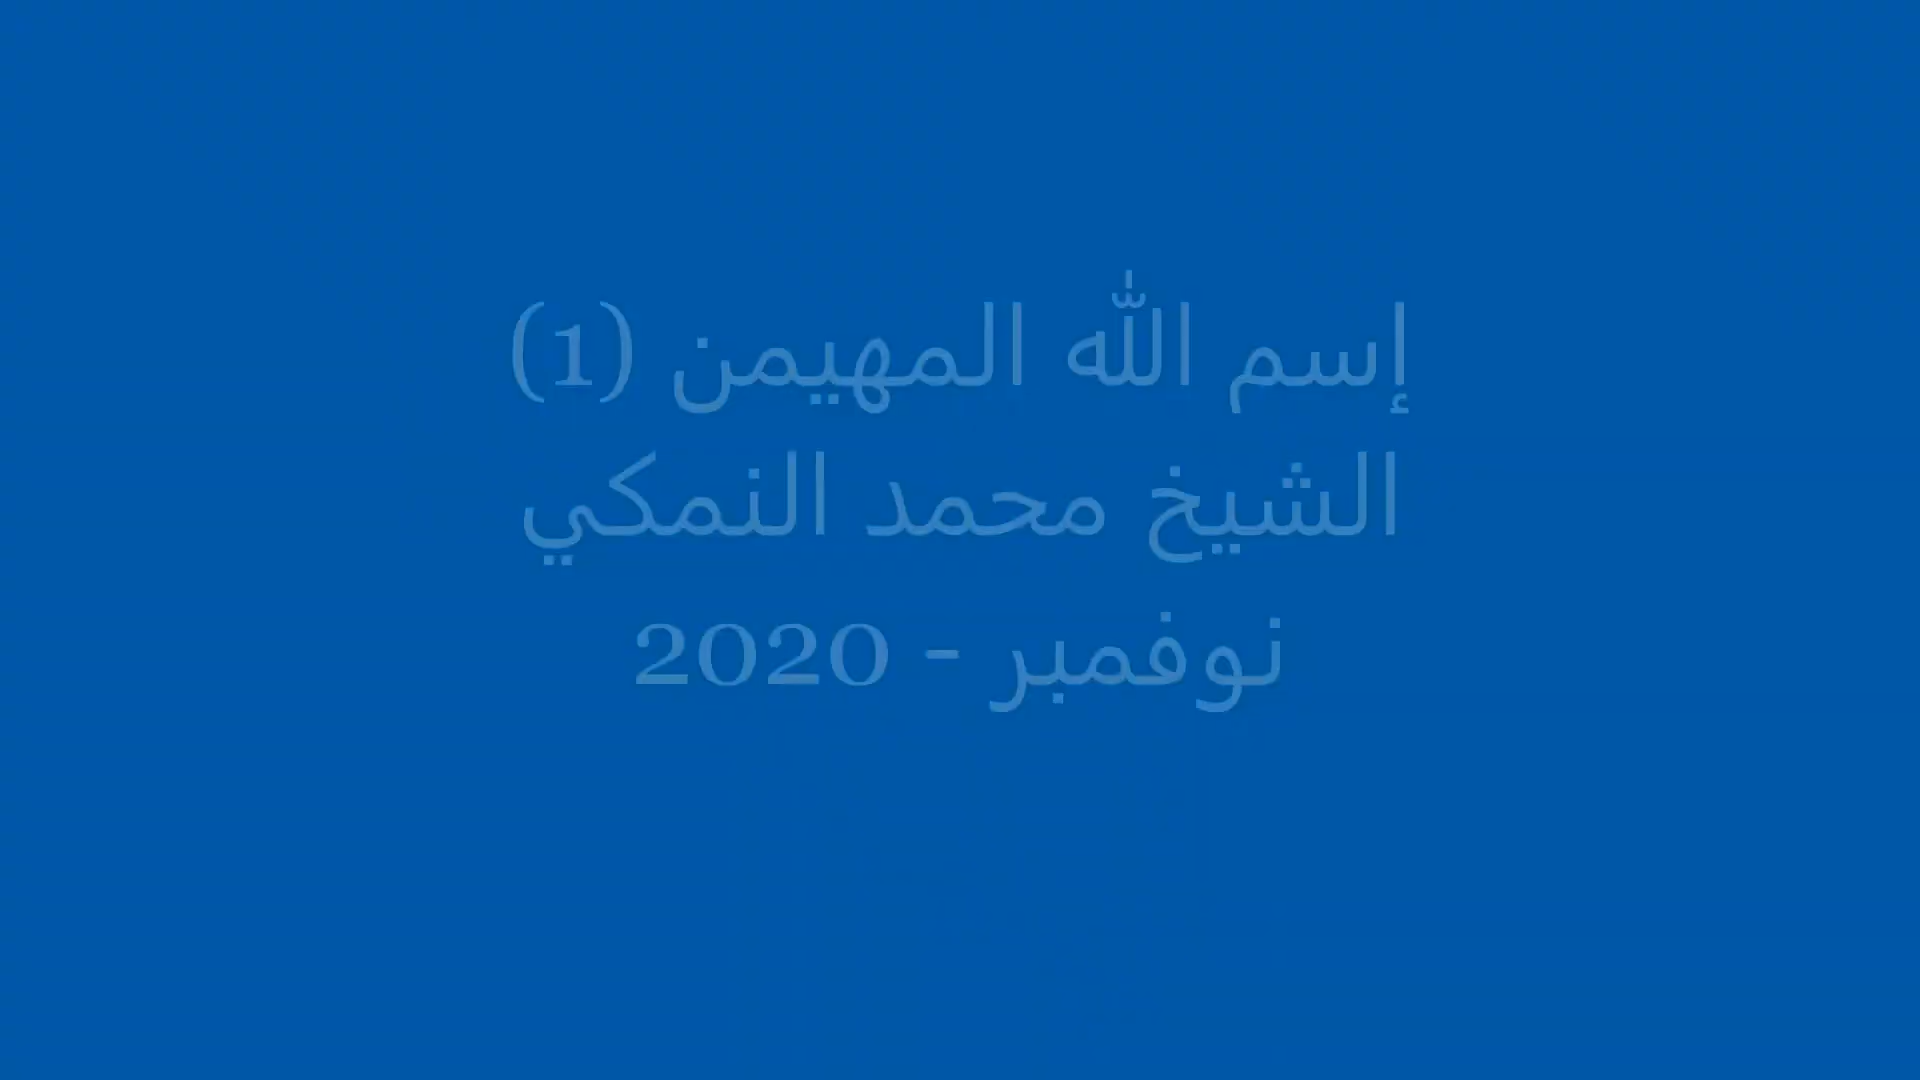 إسم الله المهيمن (1)
الشيخ محمد النمكي
نوفمبر - 2020